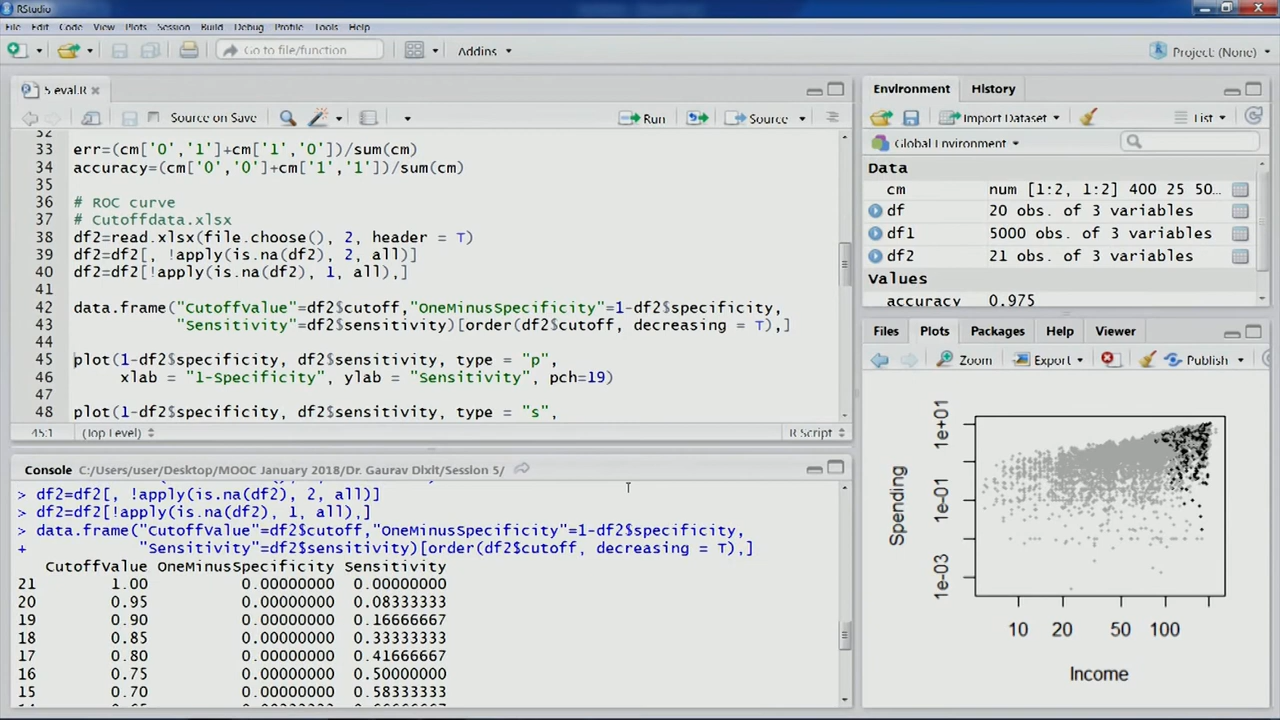 RStudio
File Edit Code View Plots Session Build Debug Profile Tools Help
Go to file/function
Addins
Project: (None)
5 eval.R
Source on Save
Run
Source
32
33 err=(cm['0','1']+cm['1','0'])/sum(cm)
34 accuracy=(cm['0','0']+cm['1','1'])/sum(cm)
35
36 # ROC curve
37 # Cutoffdata.xlsx
38 df2=read.xlsx(file.choose(), 2, header = T)
39 df2=df2[, !apply(is.na(df2), 2, all)]
40 df2=df2[!apply(is.na(df2), 1, all),]
41
42 data.frame("CutoffValue"=df2$cutoff,"OneMinusSpecificity"=1-df2$specificity,
43 "Sensitivity"=df2$sensitivity)[order(df2$cutoff, decreasing = T),]
44
45 plot(1-df2$specificity, df2$sensitivity, type = "p",
46 xlab = "1-Specificity", ylab = "Sensitivity", pch=19)
47
48 plot(1-df2$specificity, df2$sensitivity, type = "s",
45:1 (Top Level) R Script
Console C:/Users/user/Desktop/MOOC January 2018/Dr. Gaurav Dixit/Session 5/
> df2=df2[, !apply(is.na(df2), 2, all)]
> df2=df2[!apply(is.na(df2), 1, all),]
> data.frame("CutoffValue"=df2$cutoff,"OneMinusSpecificity"=1-df2$specificity,
+ "Sensitivity"=df2$sensitivity)[order(df2$cutoff, decreasing = T),]
CutoffValue OneMinusSpecificity Sensitivity
21 1.00 0.00000000 0.00000000
20 0.95 0.00000000 0.08333333
19 0.90 0.00000000 0.16666667
18 0.85 0.00000000 0.33333333
17 0.80 0.00000000 0.41666667
16 0.75 0.00000000 0.50000000
15 0.70 0.00000000 0.58333333
Environment History
Import Dataset
List
Global Environment
Data
cm num [1:2, 1:2] 400 25 50...
df 20 obs. of 3 variables
df1 5000 obs. of 3 variables
df2 21 obs. of 3 variables
Values
accuracy 0.975
Files Plots Packages Help Viewer
Zoom Export Publish
1e+01
1e-01
1e-03
Spending
10 20 50 100
Income